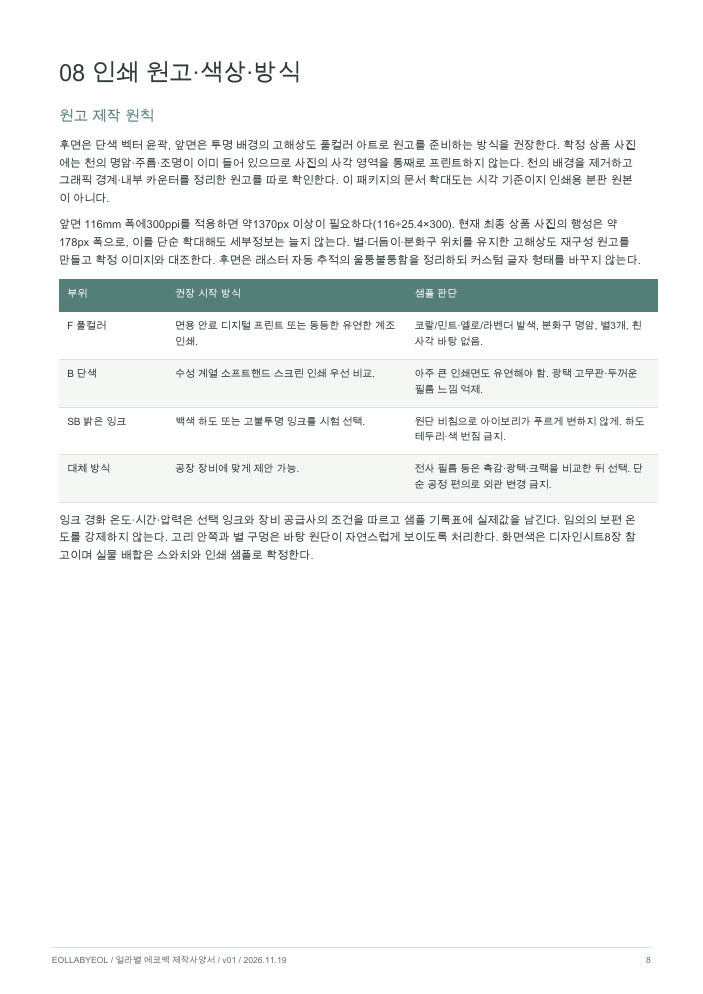 08 인쇄 원고·색상·방식
원고 제작 원칙
후면은 단색 벡터 윤곽, 앞면은 투명 배경의 고해상도 풀컬러 아트로 원고를 준비하는 방식을 권장한다. 확정 상품 사진
에는 천의 명암·주름·조명이 이미 들어 있으므로 사진의 사각 영역을 통째로 프린트하지 않는다. 천의 배경을 제거하고
그래픽 경계·내부 카운터를 정리한 원고를 따로 확인한다. 이 패키지의 문서 확대도는 시각 기준이지 인쇄용 분판 원본
이 아니다.
앞면 116mm 폭에300ppi를 적용하면 약1370px 이상이 필요하다(116÷25.4×300). 현재 최종 상품 사진의 행성은 약
178px 폭으로, 이를 단순 확대해도 세부정보는 늘지 않는다. 별·더듬이·분화구 위치를 유지한 고해상도 재구성 원고를
만들고 확정 이미지와 대조한다. 후면은 래스터 자동 추적의 울퉁불퉁함을 정리하되 커스텀 글자 형태를 바꾸지 않는다.
부위 권장 시작 방식 샘플 판단
F 풀컬러 면용 안료 디지털 프린트 또는 동등한 유연한 계조 코랄/민트·옐로/라벤더 발색, 분화구 명암, 별3개, 흰
인쇄. 사각 바탕 없음.
B 단색 수성 계열 소프트핸드 스크린 인쇄 우선 비교. 아주 큰 인쇄면도 유연해야 함. 광택 고무판·두꺼운
필름 느낌 억제.
SB 밝은 잉크 백색 하도 또는 고불투명 잉크를 시험 선택. 원단 비침으로 아이보리가 푸르게 변하지 않게. 하도
테두리·색 번짐 금지.
대체 방식 공장 장비에 맞게 제안 가능. 전사 필름 등은 촉감·광택·크랙을 비교한 뒤 선택. 단
순 공정 편의로 외관 변경 금지.
잉크 경화 온도·시간·압력은 선택 잉크와 장비 공급사의 조건을 따르고 샘플 기록표에 실제값을 남긴다. 임의의 보편 온
도를 강제하지 않는다. 고리 안쪽과 별 구멍은 바탕 원단이 자연스럽게 보이도록 처리한다. 화면색은 디자인시트8장 참
고이며 실물 배합은 스와치와 인쇄 샘플로 확정한다.
EOLLABYEOL / 얼라별 에코백 제작사양서 / v01 / 2026.11.19 8